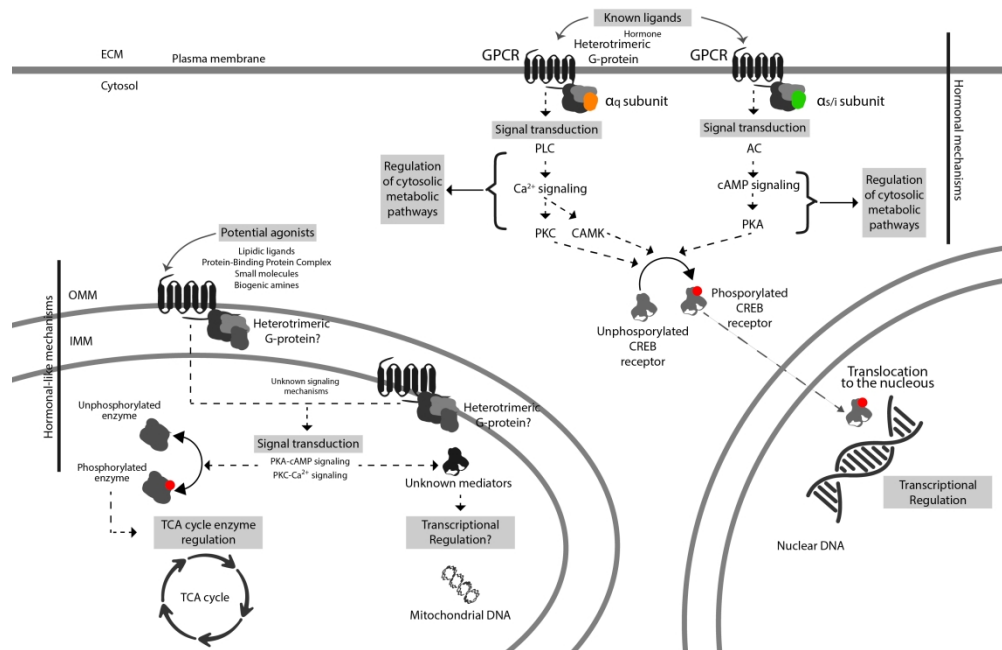 Known ligands
Hormone
ECM
Plasma membrane
Cytosol
GPCR
Heterotrimeric
G-protein
GPCR
αq subunit
αs/i subunit
Hormonal mechanisms
Signal transduction
PLC
Ca2+ signaling
PKC
CAMK
Regulation
of cytosolic
metabolic
pathways
Signal transduction
AC
cAMP signaling
PKA
Regulation
of cytosolic
metabolic
pathways
Unphosporylated
CREB
receptor
Phosporylated
CREB
receptor
Translocation
to the nucleous
Transcriptional
Regulation
Nuclear DNA
Potential agonists
Lipidic ligands
Protein-Binding Protein Complex
Small molecules
Biogenic amines
Hormonal-like mechanisms
OMM
IMM
Heterotrimeric
G-protein?
Unknown signaling
mechanisms
Heterotrimeric
G-protein?
Signal transduction
PKA-cAMP signaling
PKC-Ca2+ signaling
Unphosphorylated
enzyme
Phosphorylated
enzyme
Unknown mediators
TCA cycle enzyme
regulation
TCA cycle
Transcriptional
Regulation?
Mitochondrial DNA